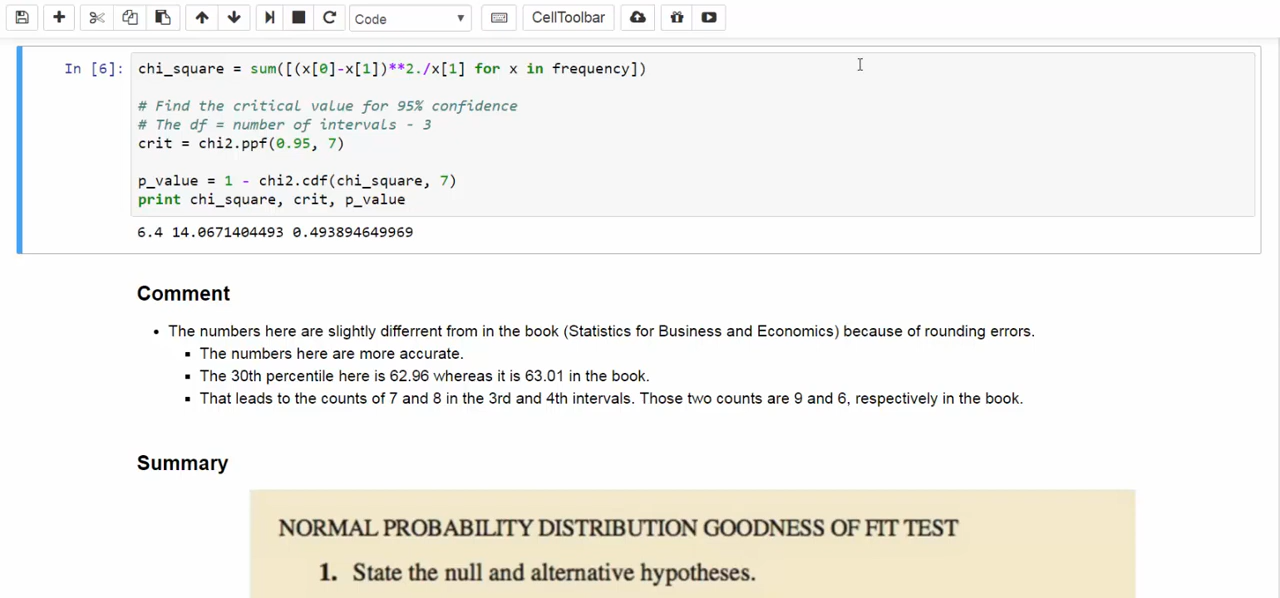 Code
CellToolbar
In [6]: chi_square = sum([(x[0]-x[1])**2./x[1] for x in frequency])
# Find the critical value for 95% confidence
# The df = number of intervals - 3
crit = chi2.ppf(0.95, 7)
p_value = 1 - chi2.cdf(chi_square, 7)
print chi_square, crit, p_value
6.4 14.0671404493 0.493894649969
Comment
• The numbers here are slightly differrent from in the book (Statistics for Business and Economics) because of rounding errors.
▪ The numbers here are more accurate.
▪ The 30th percentile here is 62.96 whereas it is 63.01 in the book.
▪ That leads to the counts of 7 and 8 in the 3rd and 4th intervals. Those two counts are 9 and 6, respectively in the book.
Summary
NORMAL PROBABILITY DISTRIBUTION GOODNESS OF FIT TEST
1. State the null and alternative hypotheses.